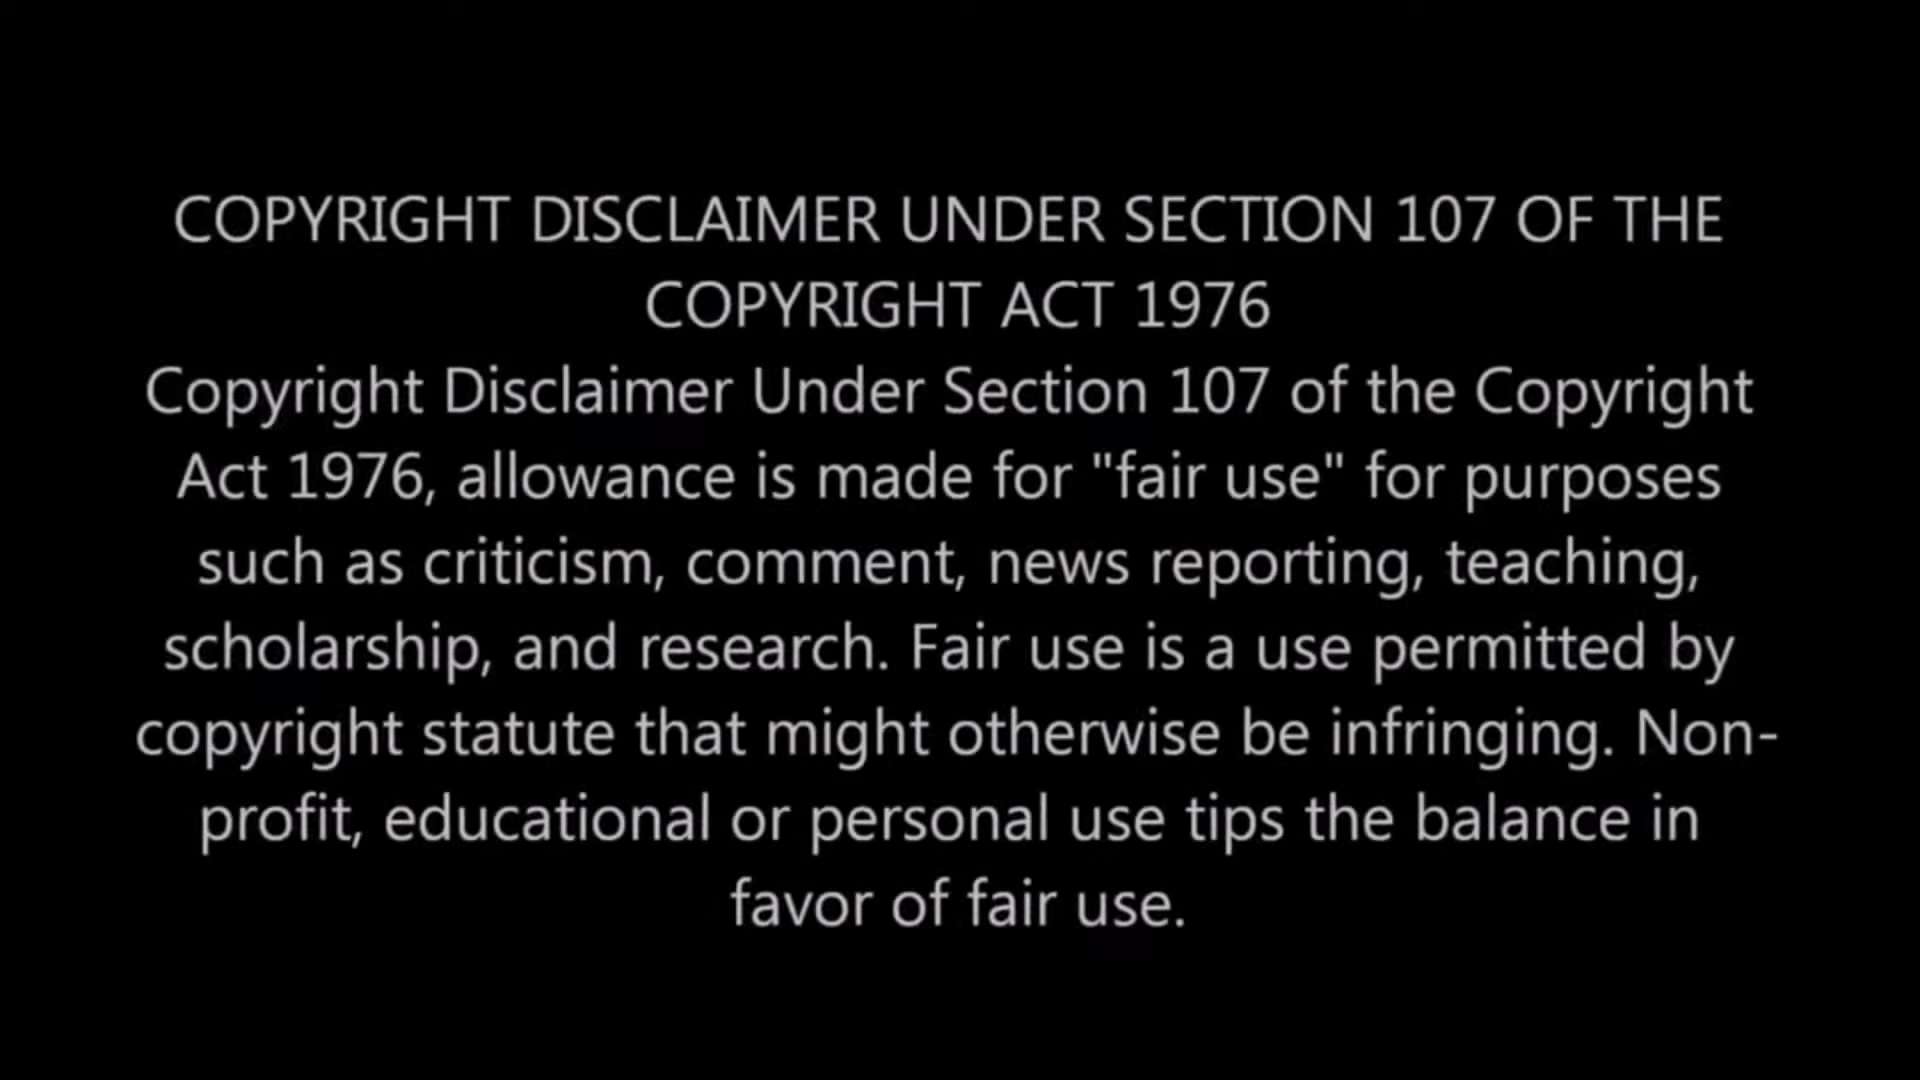 COPYRIGHT DISCLAIMER UNDER SECTION 107 OF THE
COPYRIGHT ACT 1976
Copyright Disclaimer Under Section 107 of the Copyright
Act 1976, allowance is made for "fair use" for purposes
such as criticism, comment, news reporting, teaching,
scholarship, and research. Fair use is a use permitted by
copyright statute that might otherwise be infringing. Non-
profit, educational or personal use tips the balance in
favor of fair use.